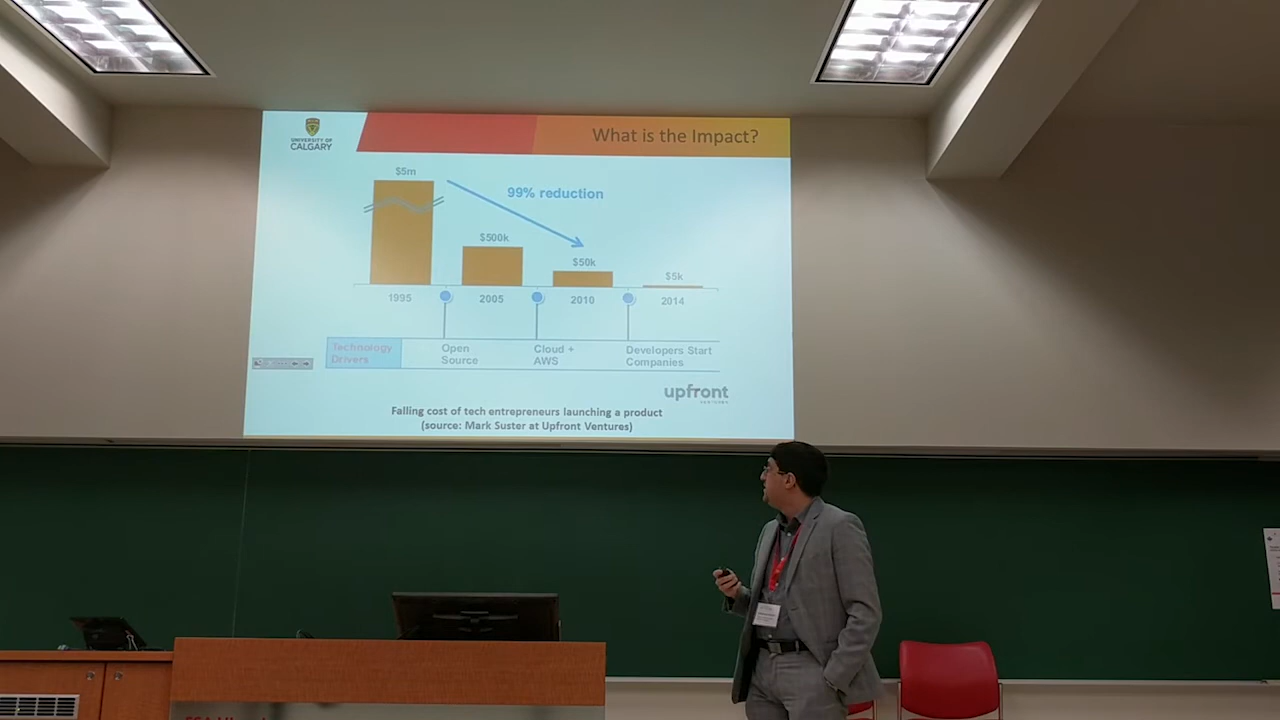 UNIVERSITY OF
CALGARY
What is the Impact?
$5m
99% reduction
$500k
$50k
$5k
1995
2005
2010
2014
Technology
Drivers
Open
Source
Cloud +
AWS
Developers Start
Companies
upfront
VENTURES
Falling cost of tech entrepreneurs launching a product
(source: Mark Suster at Upfront Ventures)